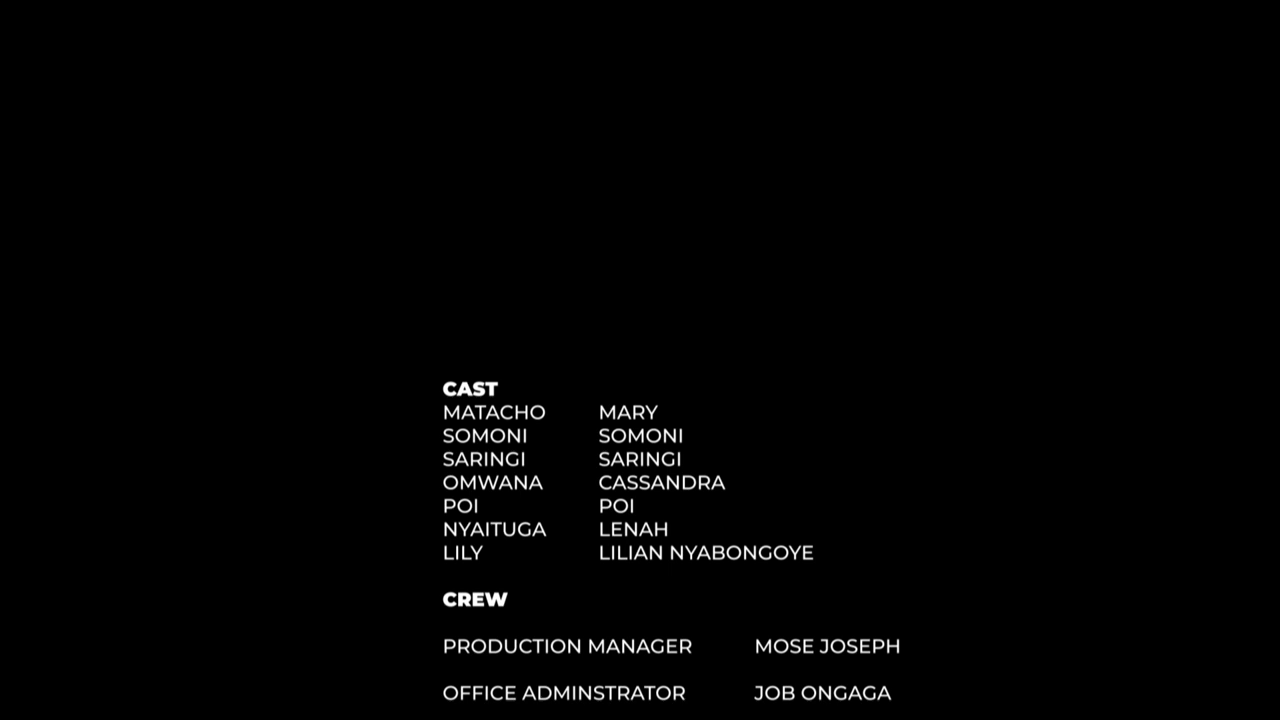 CAST
MATACHO MARY
SOMONI SOMONI
SARINGI SARINGI
OMWANA CASSANDRA
POI POI
NYAITUGA LENAH
LILY LILIAN NYABONGOYE
CREW
PRODUCTION MANAGER MOSE JOSEPH
OFFICE ADMINSTRATOR JOB ONGAGA